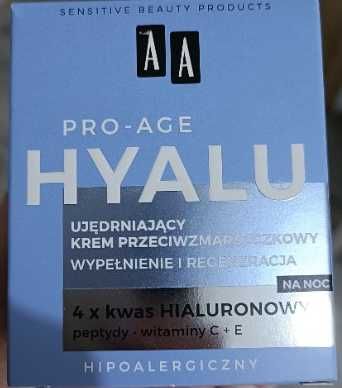 SENSITIVE BEAUTY PRODUCTS
AA
PRO-AGE
HYALU
UJĘDRNIAJĄCY
KREM PRZECIWZMARSZCZKOWY
WYPEŁNIENIE I REGENERACJA
NA NOC
4 x kwas HIALURONOWY
peptydy - witaminy C + E
HIPOALERGICZNY